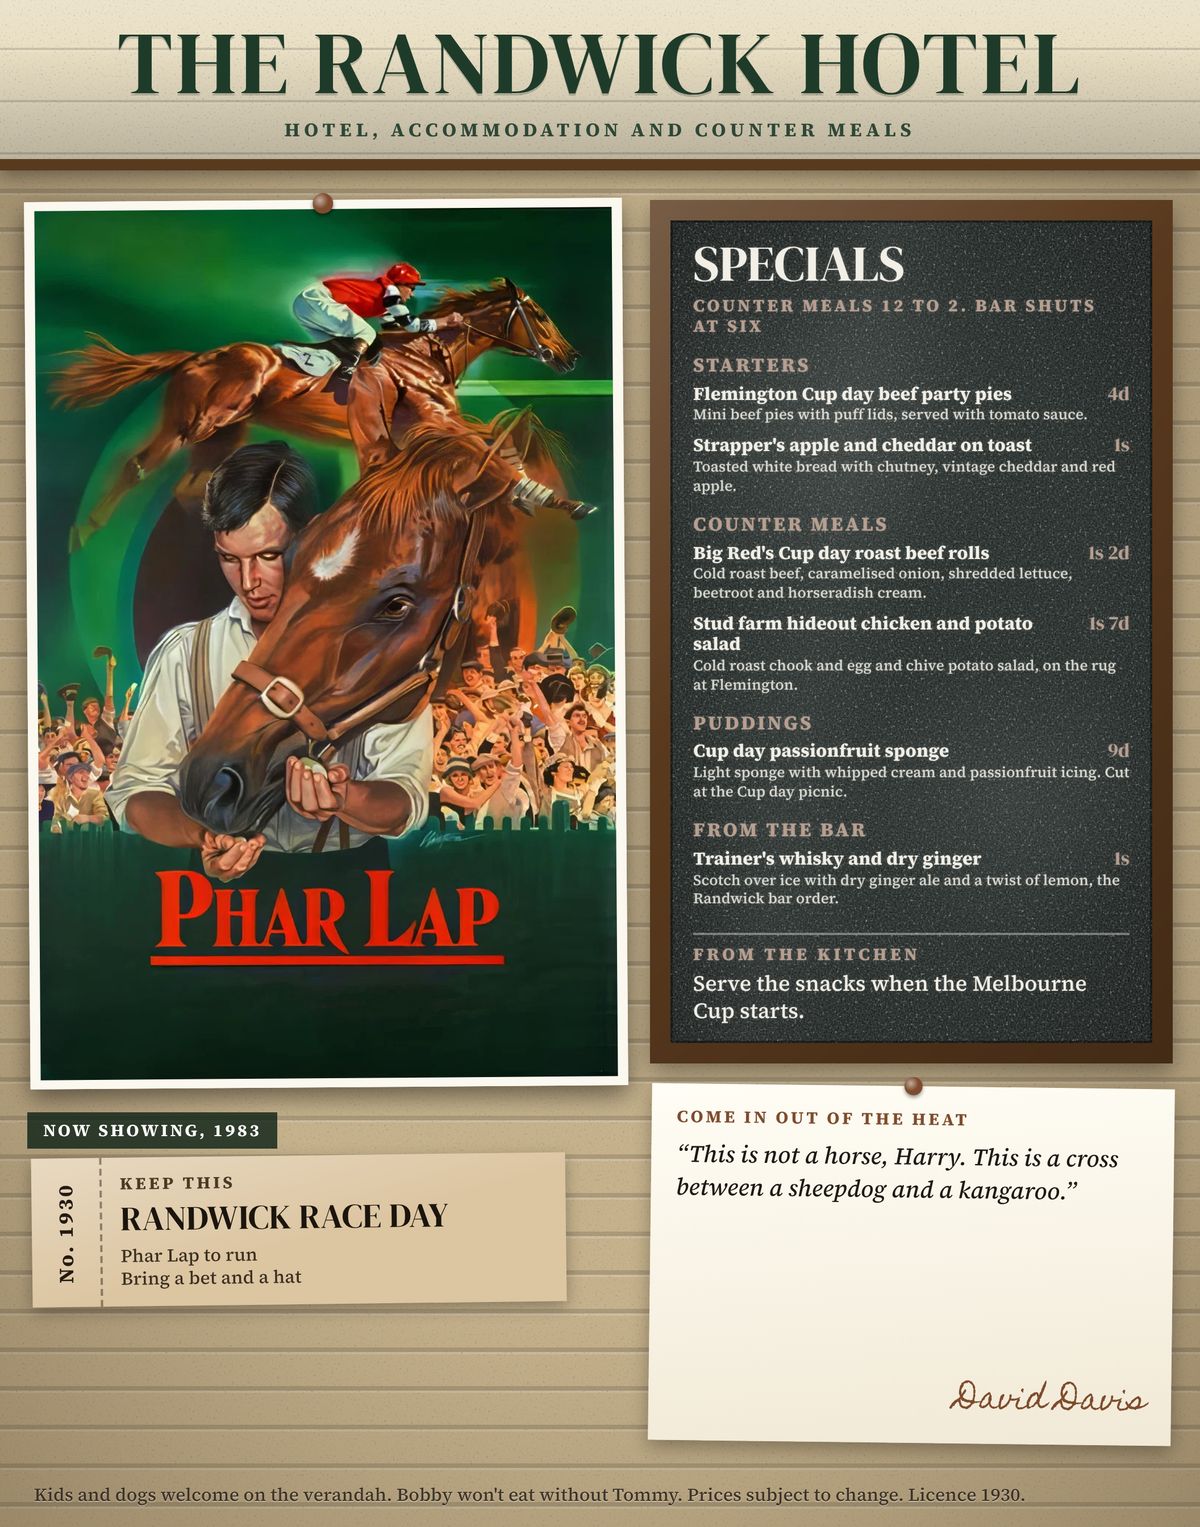 THE RANDWICK HOTEL
HOTEL, ACCOMMODATION AND COUNTER MEALS
2
PHAR LAP
NOW SHOWING, 1983
No. 1930
KEEP THIS
RANDWICK RACE DAY
Phar Lap to run
Bring a bet and a hat
SPECIALS
COUNTER MEALS 12 TO 2. BAR SHUTS
AT SIX
STARTERS
Flemington Cup day beef party pies 4d
Mini beef pies with puff lids, served with tomato sauce.
Strapper's apple and cheddar on toast 1s
Toasted white bread with chutney, vintage cheddar and red
apple.
COUNTER MEALS
Big Red's Cup day roast beef rolls 1s 2d
Cold roast beef, caramelised onion, shredded lettuce,
beetroot and horseradish cream.
Stud farm hideout chicken and potato 1s 7d
salad
Cold roast chook and egg and chive potato salad, on the rug
at Flemington.
PUDDINGS
Cup day passionfruit sponge 9d
Light sponge with whipped cream and passionfruit icing. Cut
at the Cup day picnic.
FROM THE BAR
Trainer's whisky and dry ginger 1s
Scotch over ice with dry ginger ale and a twist of lemon, the
Randwick bar order.
FROM THE KITCHEN
Serve the snacks when the Melbourne
Cup starts.
COME IN OUT OF THE HEAT
“This is not a horse, Harry. This is a cross
between a sheepdog and a kangaroo.”
David Davis
Kids and dogs welcome on the verandah. Bobby won't eat without Tommy. Prices subject to change. Licence 1930.